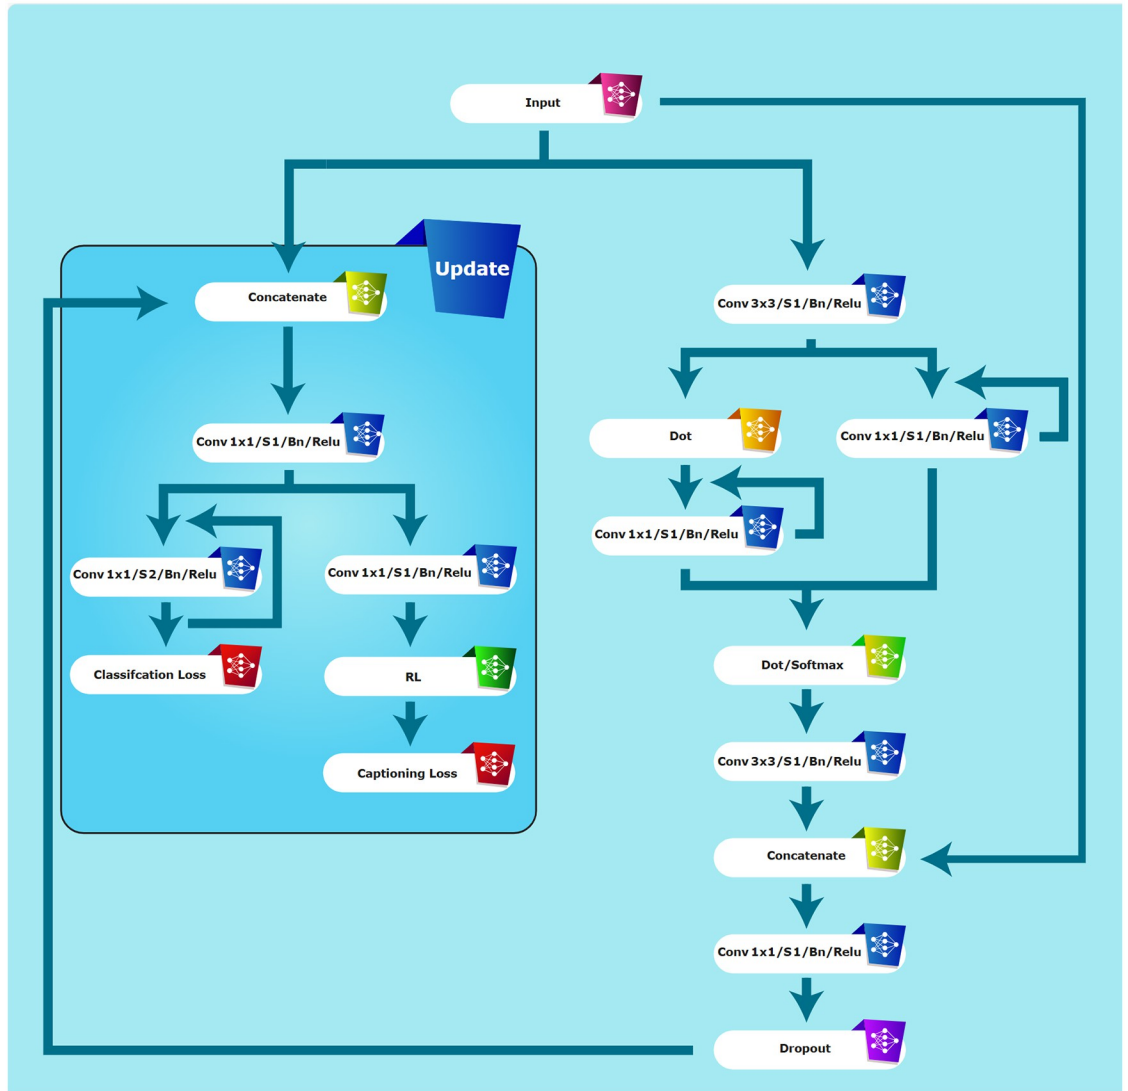 Input
Update
Concatenate
Conv 1x1/S1/Bn/Relu
Conv 1x1/S2/Bn/Relu
Conv 1x1/S1/Bn/Relu
Classifcation Loss
RL
Captioning Loss
Conv 3x3/S1/Bn/Relu
Dot
Conv 1x1/S1/Bn/Relu
Conv 1x1/S1/Bn/Relu
Dot/Softmax
Conv 3x3/S1/Bn/Relu
Concatenate
Conv 1x1/S1/Bn/Relu
Dropout